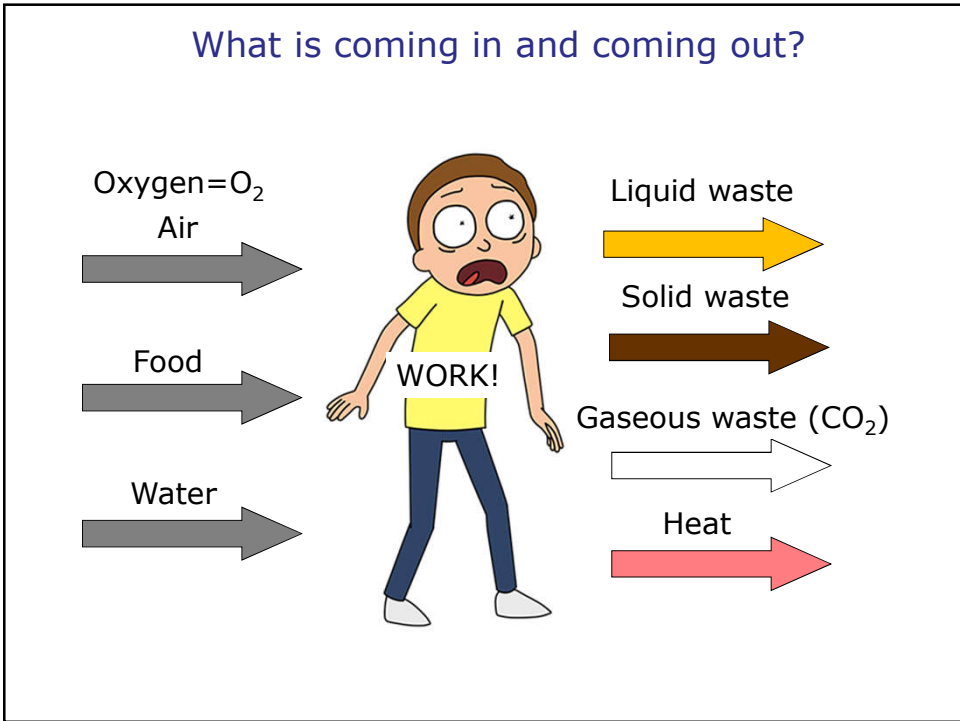 What is coming in and coming out?
Oxygen=O₂
Air
Food
Water
WORK!
Liquid waste
Solid waste
Gaseous waste (CO₂)
Heat